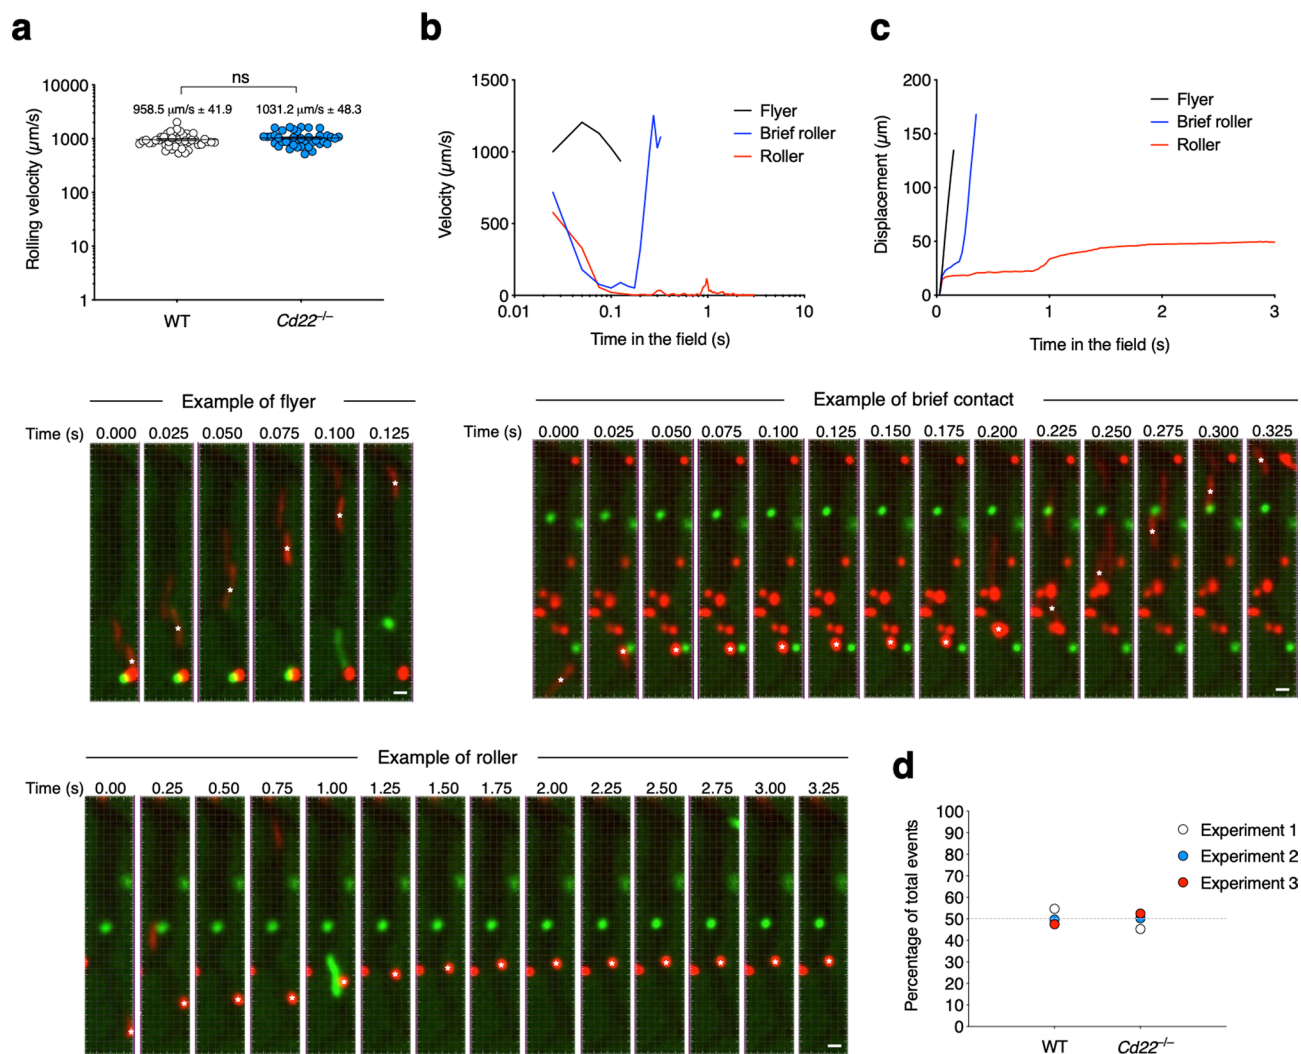 a
ns
958.5 µm/s ± 41.9 1031.2 µm/s ± 48.3
Rolling velocity (µm/s)
10000
1000
100
10
1
WT Cd22–/–
b
Velocity (µm/s)
1500
1000
500
0
0.01 0.1 1 10
Time in the field (s)
Flyer
Brief roller
Roller
c
Displacement (µm)
200
150
100
50
0
0 1 2 3
Time in the field (s)
Flyer
Brief roller
Roller
Example of flyer
Time (s) 0.000 0.025 0.050 0.075 0.100 0.125
Example of brief contact
Time (s) 0.000 0.025 0.050 0.075 0.100 0.125 0.150 0.175 0.200 0.225 0.250 0.275 0.300 0.325
Example of roller
Time (s) 0.00 0.25 0.50 0.75 1.00 1.25 1.50 1.75 2.00 2.25 2.50 2.75 3.00 3.25
d
Percentage of total events
100
90
80
70
60
50
40
30
20
10
0
WT Cd22–/–
Experiment 1
Experiment 2
Experiment 3